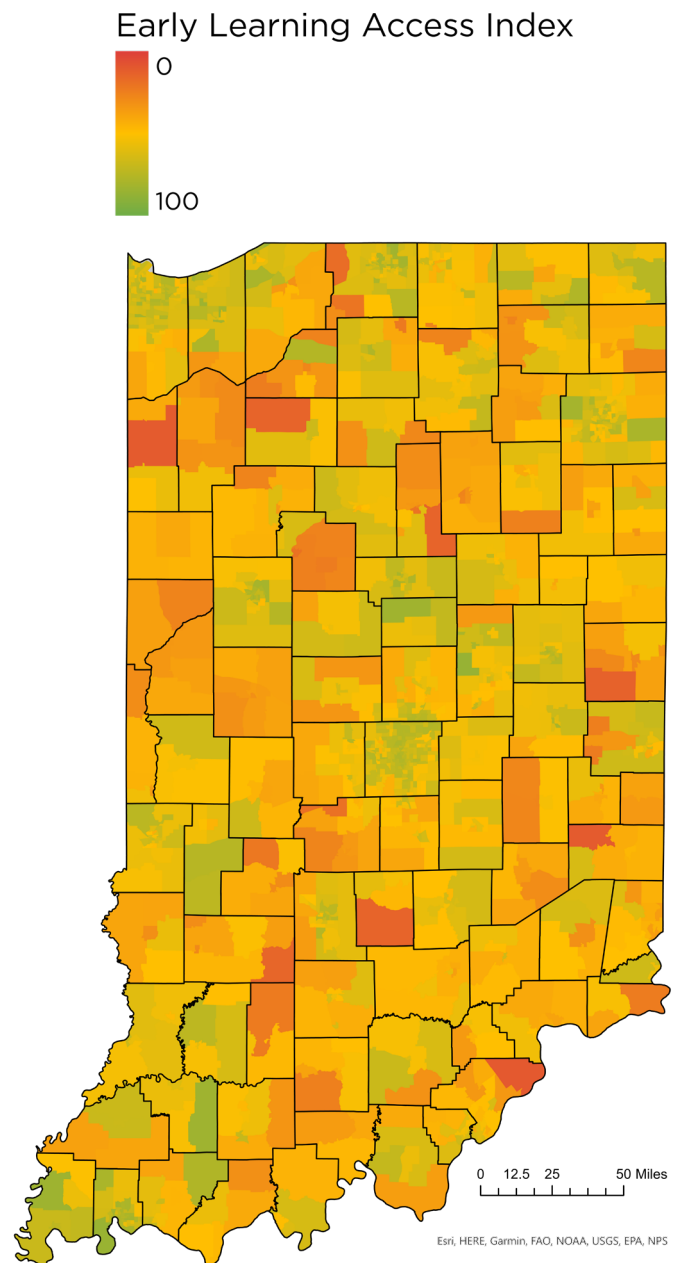 Early Learning Access Index
0
100
0 12.5 25 50 Miles
Esri, HERE, Garmin, FAO, NOAA, USGS, EPA, NPS